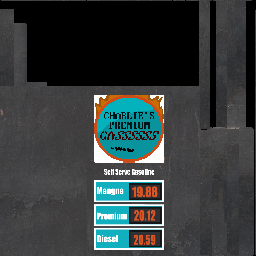 CHARLIE'S
PREMIUM
GASSSSSS
Self Serve Gasoline
Mangna 19.88
Premium 20.12
Diesel 20.59